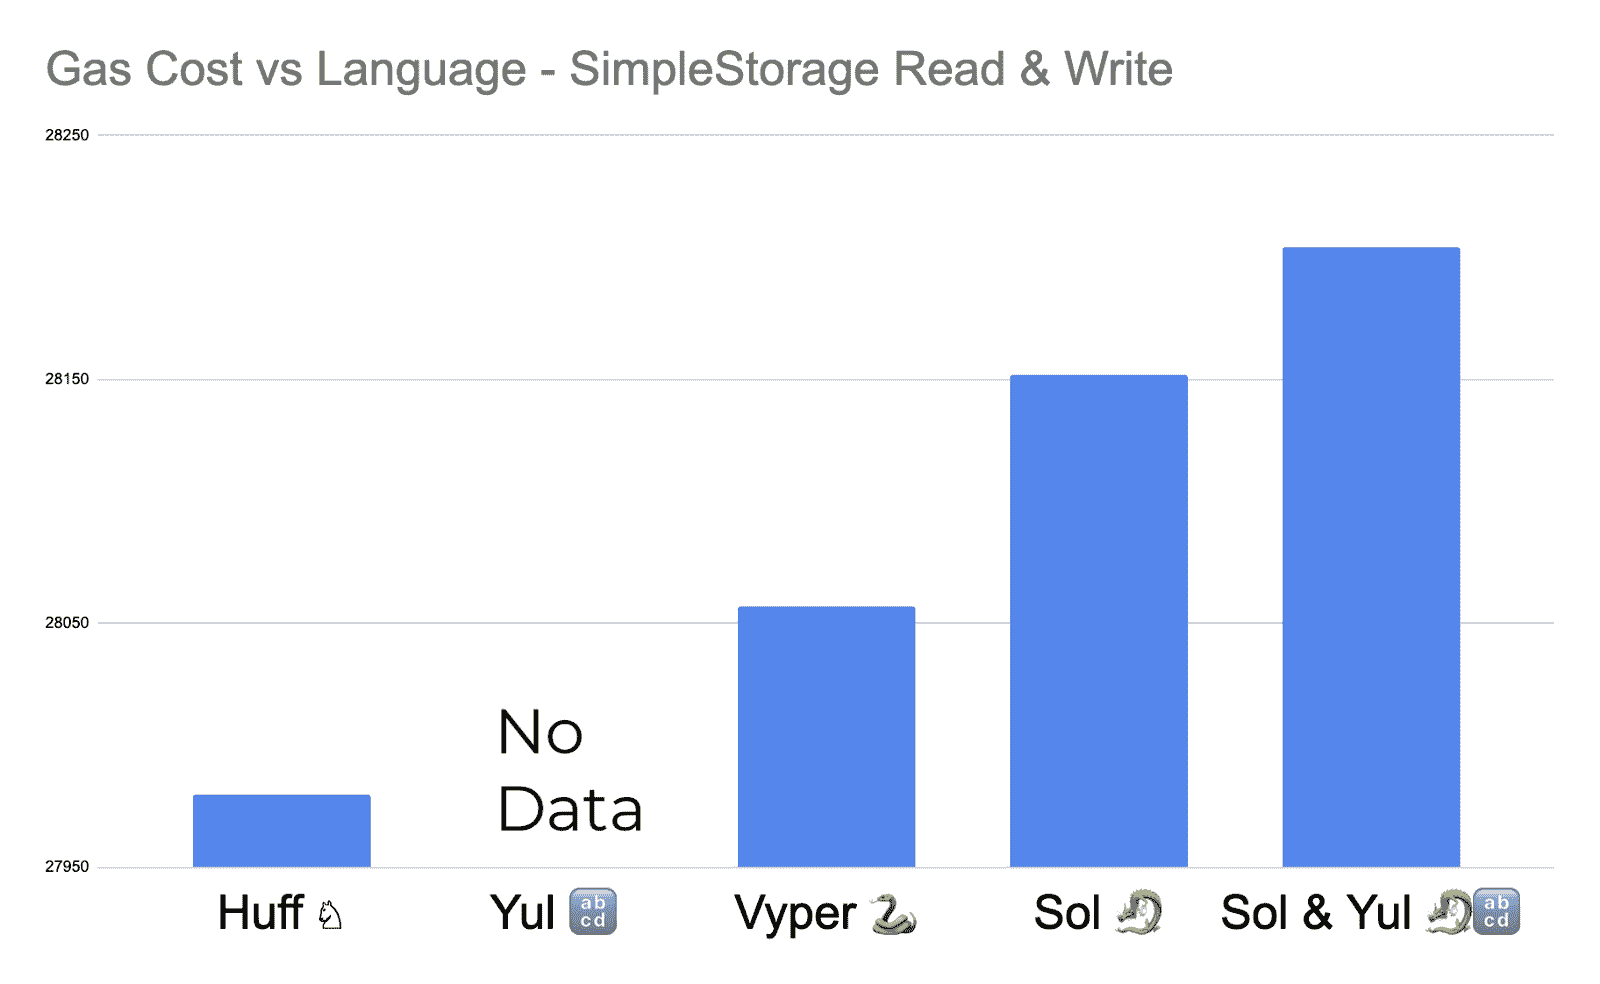 Gas Cost vs Language - SimpleStorage Read & Write
28250
28150
28050
27950
No
Data
Huff ♘
Yul 🔡
Vyper 🐍
Sol 🐉
Sol & Yul 🐉🔡